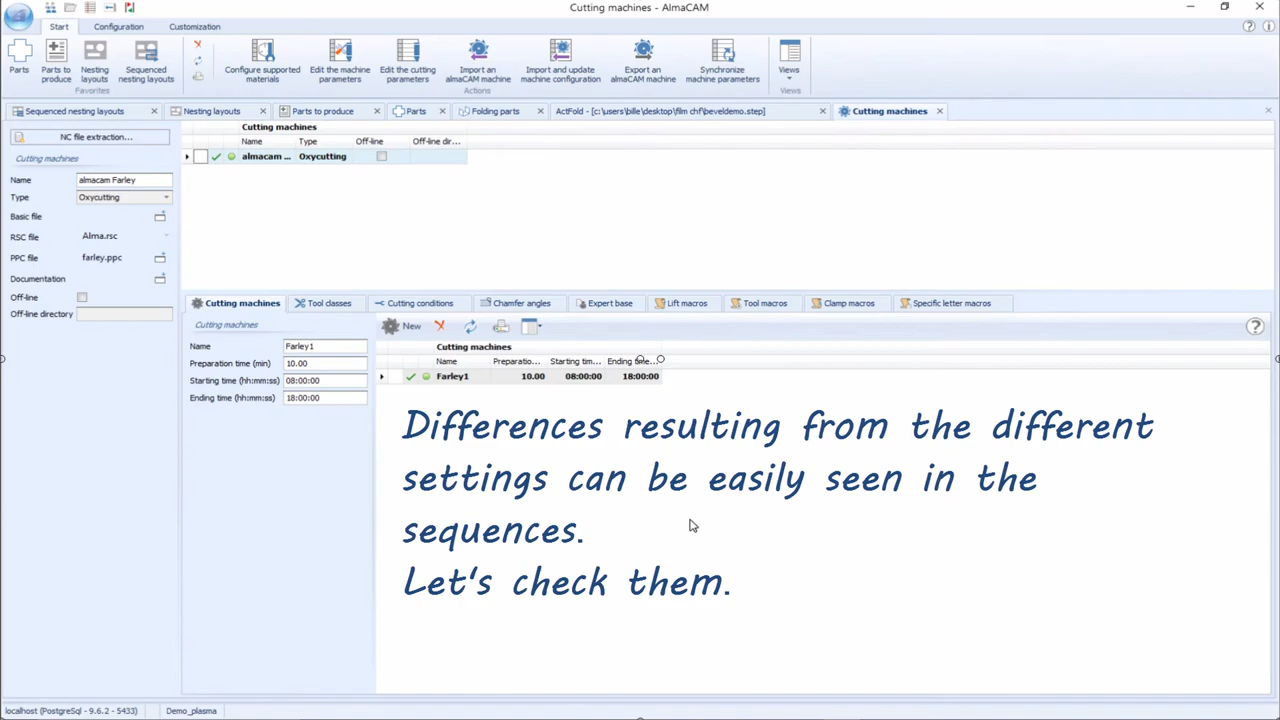 Cutting machines - AlmaCAM
Start
Configuration
Customization
Parts
Parts to produce
Nesting layouts
Sequenced nesting layouts
Favorites
Configure supported materials
Edit the machine parameters
Edit the cutting parameters
Import an almaCAM machine
Import and update machine configuration
Export an almaCAM machine
Synchronize machine parameters
Actions
Views
Views
Sequenced nesting layouts
Nesting layouts
Parts to produce
Parts
Folding parts
ActFold - [c:\users\bille\desktop\film chf\beveldemo.step]
Cutting machines
NC file extraction...
Cutting machines
Name almacam Farley
Type Oxycutting
Basic file
RSC file Alma.rsc
PPC file farley.ppc
Documentation
Off-line
Off-line directory
Cutting machines
Name Type Off-line Off-line dir...
almacam ... Oxycutting
Cutting machines
Tool classes
Cutting conditions
Chamfer angles
Expert base
Lift macros
Tool macros
Clamp macros
Specific letter macros
Cutting machines
Name Farley1
Preparation time (min) 10.00
Starting time (hh:mm:ss) 08:00:00
Ending time (hh:mm:ss) 18:00:00
New
Cutting machines
Name Preparatio... Starting tim... Ending time...
Farley1 10.00 08:00:00 18:00:00
Differences resulting from the different
settings can be easily seen in the
sequences.
Let's check them.
localhost (PostgreSql - 9.6.2 - 5433)
Demo_plasma